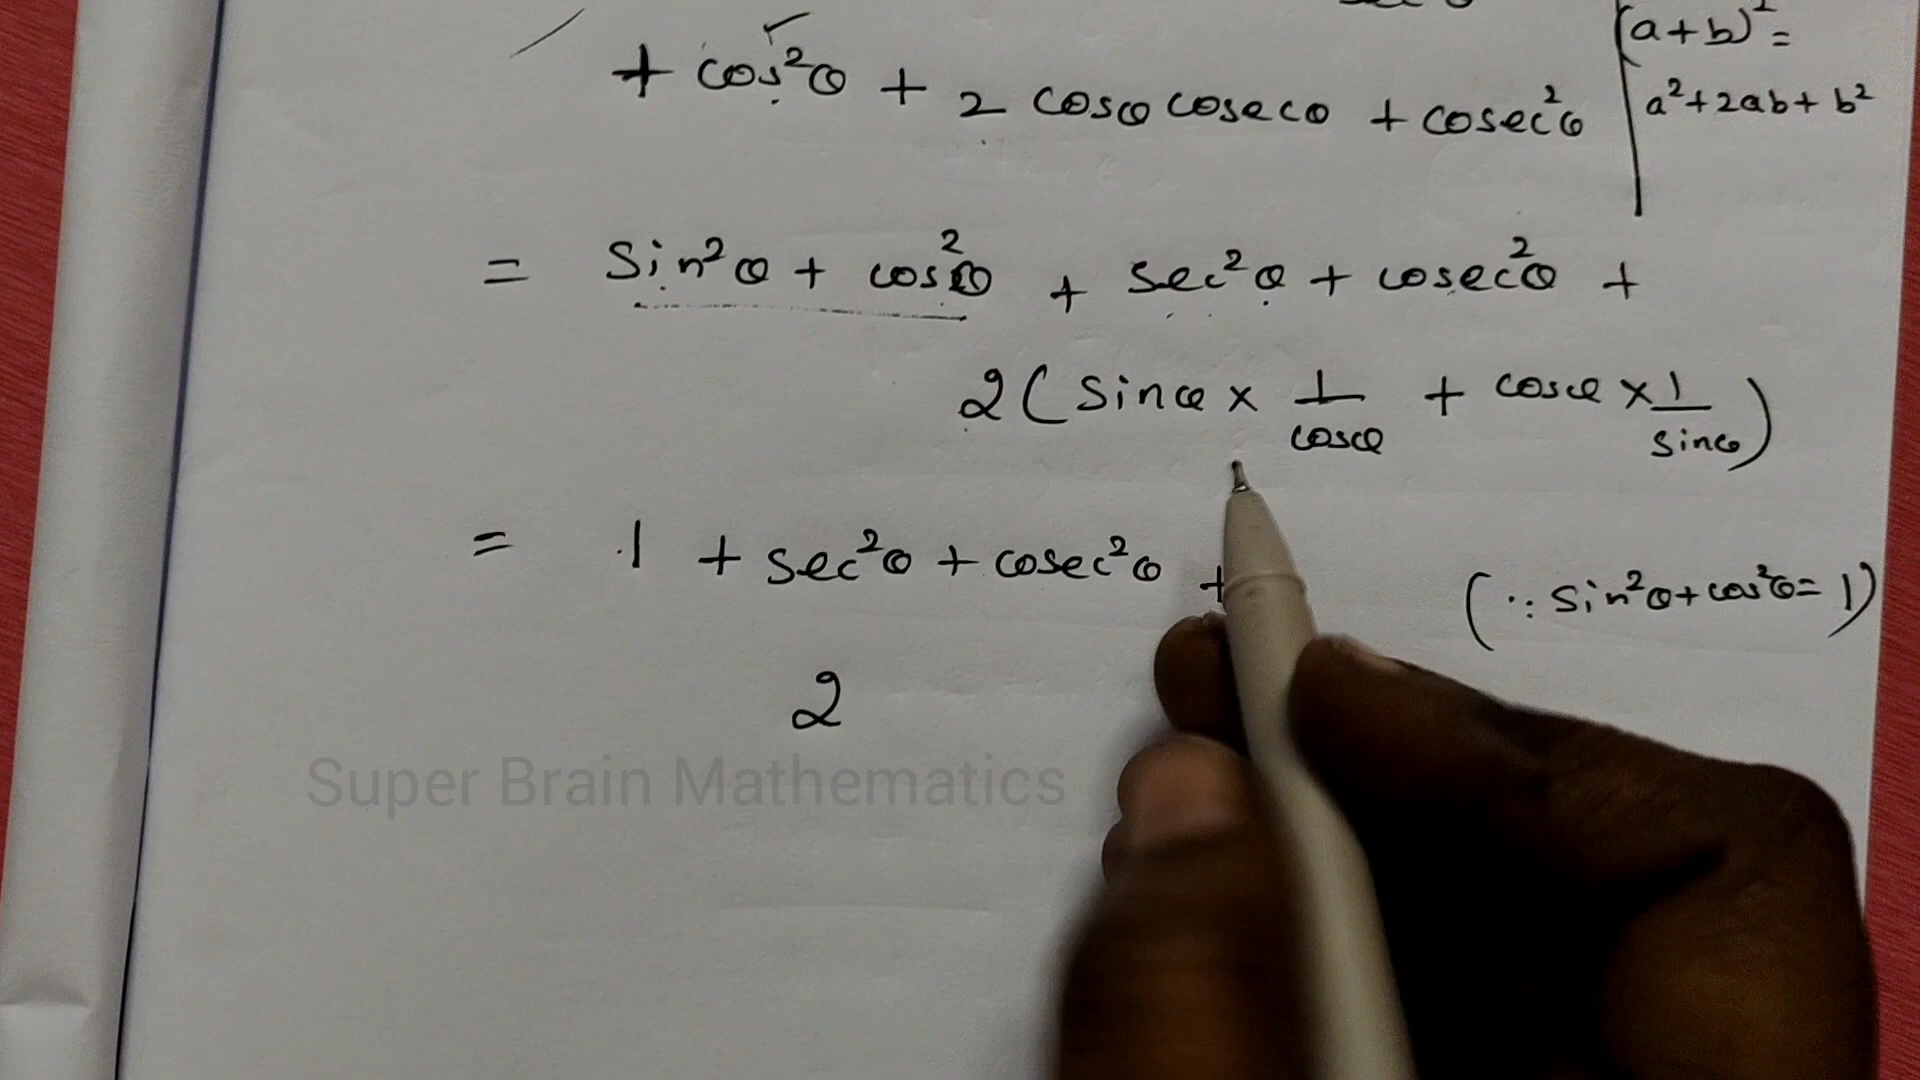 (a+b)² =
+ cos²θ + 2 cosθ cosecθ + cosec²θ
a²+2ab+b²
= Sin²θ + cos²θ + sec²θ + cosec²θ +
2(Sinθ × 1/cosθ + cosθ × 1/sinθ)
= 1 + sec²θ + cosec²θ +
(∵ Sin²θ + cos²θ = 1)
2
Super Brain Mathematics